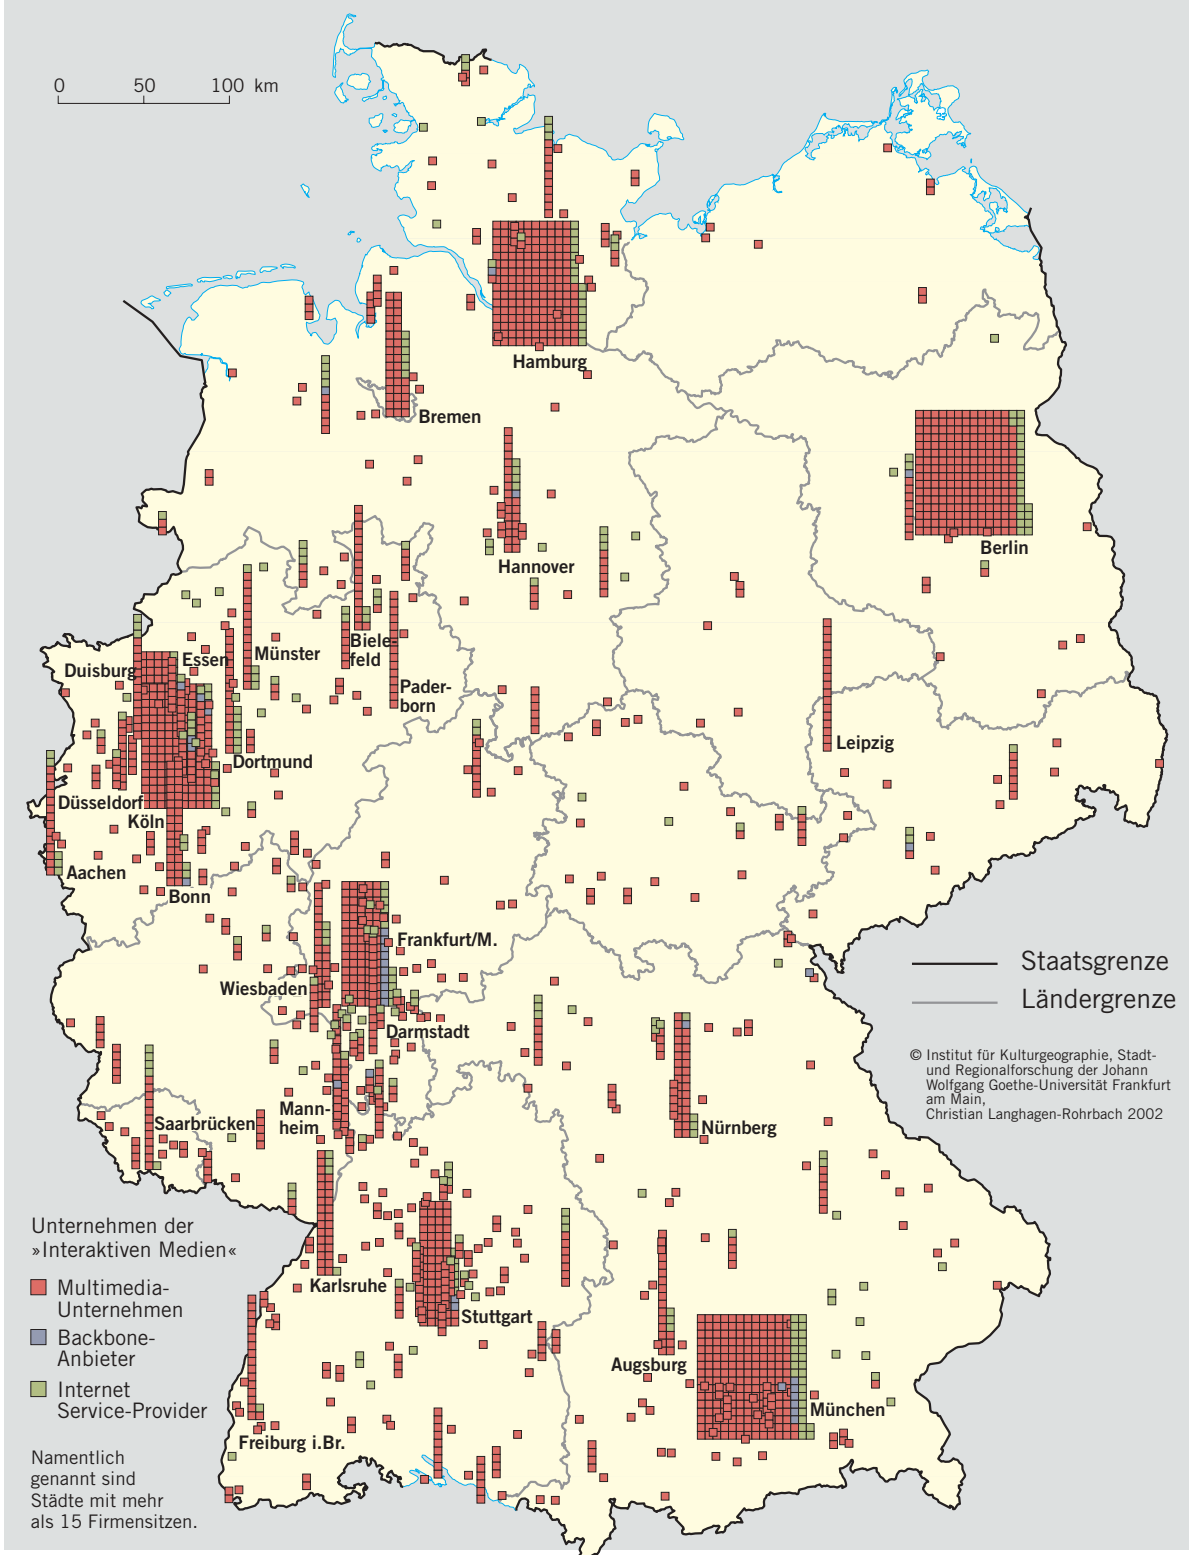 0 50 100 km
Hamburg
Bremen
Berlin
Hannover
Biele-
feld
Münster
Essen
Duisburg
Pader-
born
Leipzig
Dortmund
Düsseldorf
Köln
Aachen
Bonn
Frankfurt/M.
Wiesbaden
Darmstadt
Staatsgrenze
Ländergrenze
© Institut für Kulturgeographie, Stadt-
und Regionalforschung der Johann
Wolfgang Goethe-Universität Frankfurt
am Main,
Christian Langhagen-Rohrbach 2002
Mann-
heim
Saarbrücken
Nürnberg
Karlsruhe
Stuttgart
Augsburg
München
Freiburg i.Br.
Unternehmen der
»Interaktiven Medien«
Multimedia-
Unternehmen
Backbone-
Anbieter
Internet
Service-Provider
Namentlich
genannt sind
Städte mit mehr
als 15 Firmensitzen.